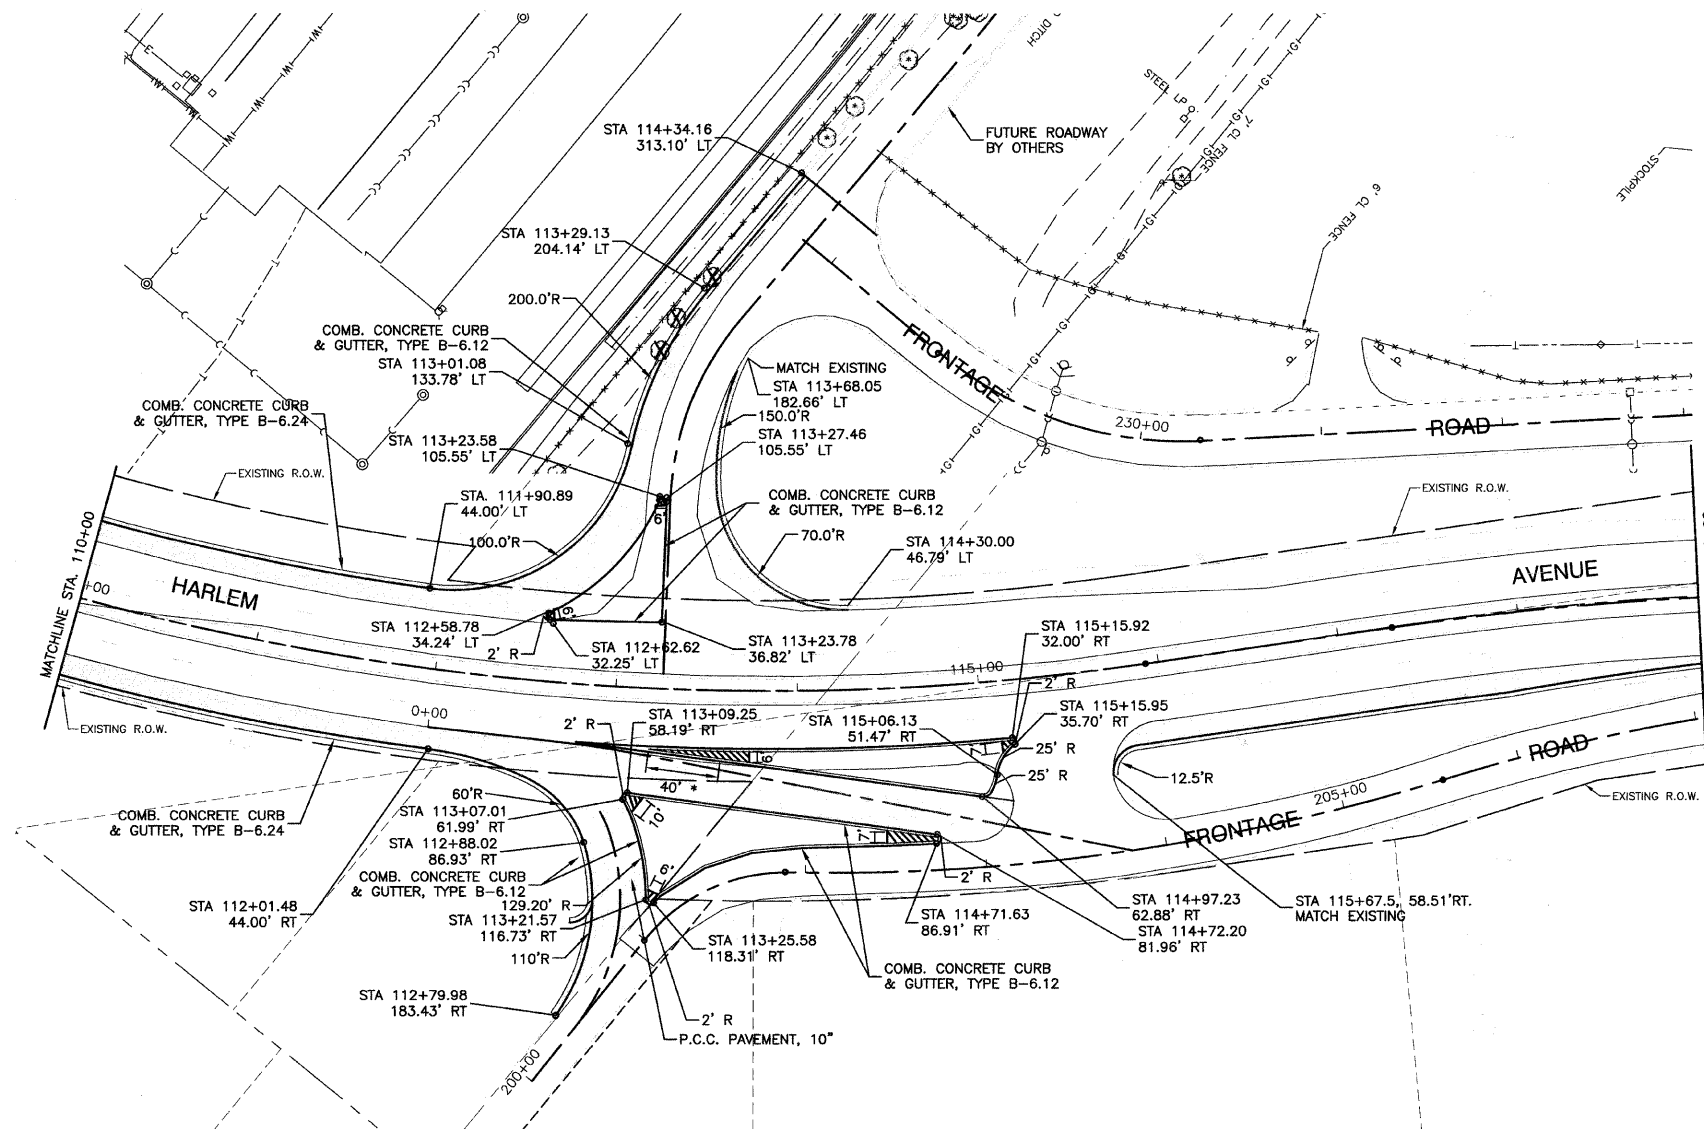 DITCH
STEEL LP
7' CL FENCE
STOCKPILE
6' CL FENCE
FUTURE ROADWAY
BY OTHERS
STA 114+34.16
313.10' LT
STA 113+29.13
204.14' LT
200.0'R
COMB. CONCRETE CURB
& GUTTER, TYPE B-6.12
STA 113+01.08
133.78' LT
COMB. CONCRETE CURB
& GUTTER, TYPE B-6.24
STA 113+23.58
105.55' LT
EXISTING R.O.W.
STA. 111+90.89
44.00' LT
100.0'R
MATCH EXISTING
STA 113+68.05
182.66' LT
150.0'R
STA 113+27.46
105.55' LT
COMB. CONCRETE CURB
& GUTTER, TYPE B-6.12
6'
70.0'R
STA 114+30.00
46.79' LT
FRONTAGE
230+00
ROAD
EXISTING R.O.W.
MATCHLINE STA. 110+00
+00
HARLEM
AVENUE
STA 112+58.78
34.24' LT
6'
2' R
STA 112+62.62
32.25' LT
STA 113+23.78
36.82' LT
115+00
STA 115+15.92
32.00' RT
2' R
STA 115+15.95
35.70' RT
EXISTING R.O.W.
0+00
2' R
STA 113+09.25
58.19' RT
STA 115+06.13
51.47' RT
6'
7'
25' R
25' R
12.5'R
ROAD
205+00
FRONTAGE
EXISTING R.O.W.
40' *
60'R
COMB. CONCRETE CURB
& GUTTER, TYPE B-6.24
STA 113+07.01
61.99' RT
10'
STA 112+88.02
86.93' RT
7'
COMB. CONCRETE CURB
& GUTTER, TYPE B-6.12
6'
2' R
129.20' R
STA 112+01.48
44.00' RT
STA 113+21.57
116.73' RT
110'R
STA 113+25.58
118.31' RT
STA 114+71.63
86.91' RT
STA 114+97.23
62.88' RT
STA 114+72.20
81.96' RT
STA 115+67.5, 58.51'RT.
MATCH EXISTING
COMB. CONCRETE CURB
& GUTTER, TYPE B-6.12
STA 112+79.98
183.43' RT
2' R
P.C.C. PAVEMENT, 10"
200+00